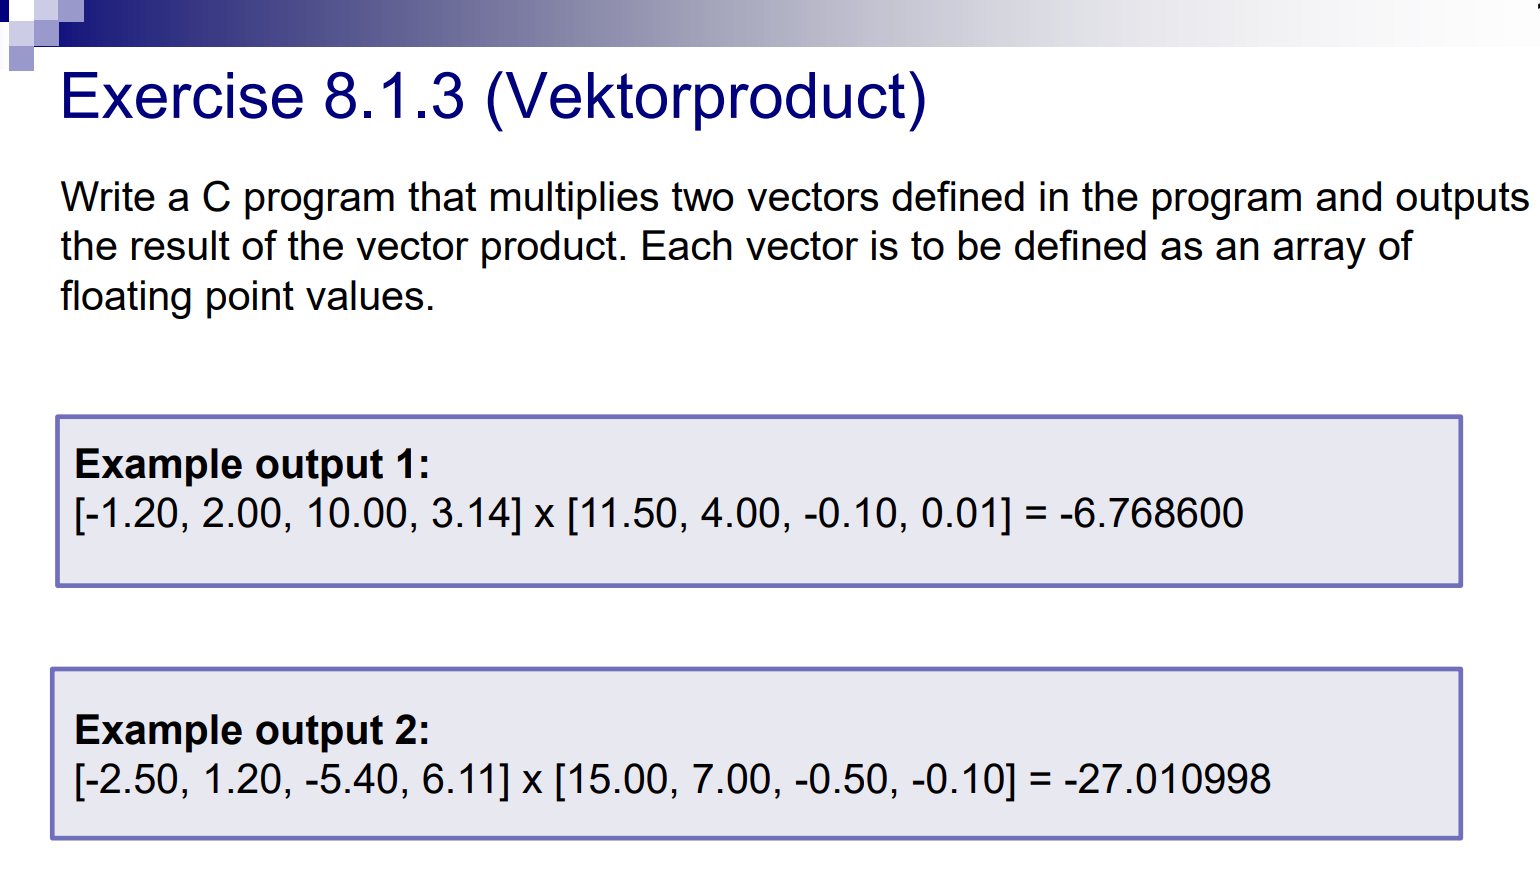 Exercise 8.1.3 (Vektorproduct)
Write a C program that multiplies two vectors defined in the program and outputs
the result of the vector product. Each vector is to be defined as an array of
floating point values.
Example output 1:
[-1.20, 2.00, 10.00, 3.14] x [11.50, 4.00, -0.10, 0.01] = -6.768600
Example output 2:
[-2.50, 1.20, -5.40, 6.11] x [15.00, 7.00, -0.50, -0.10] = -27.010998